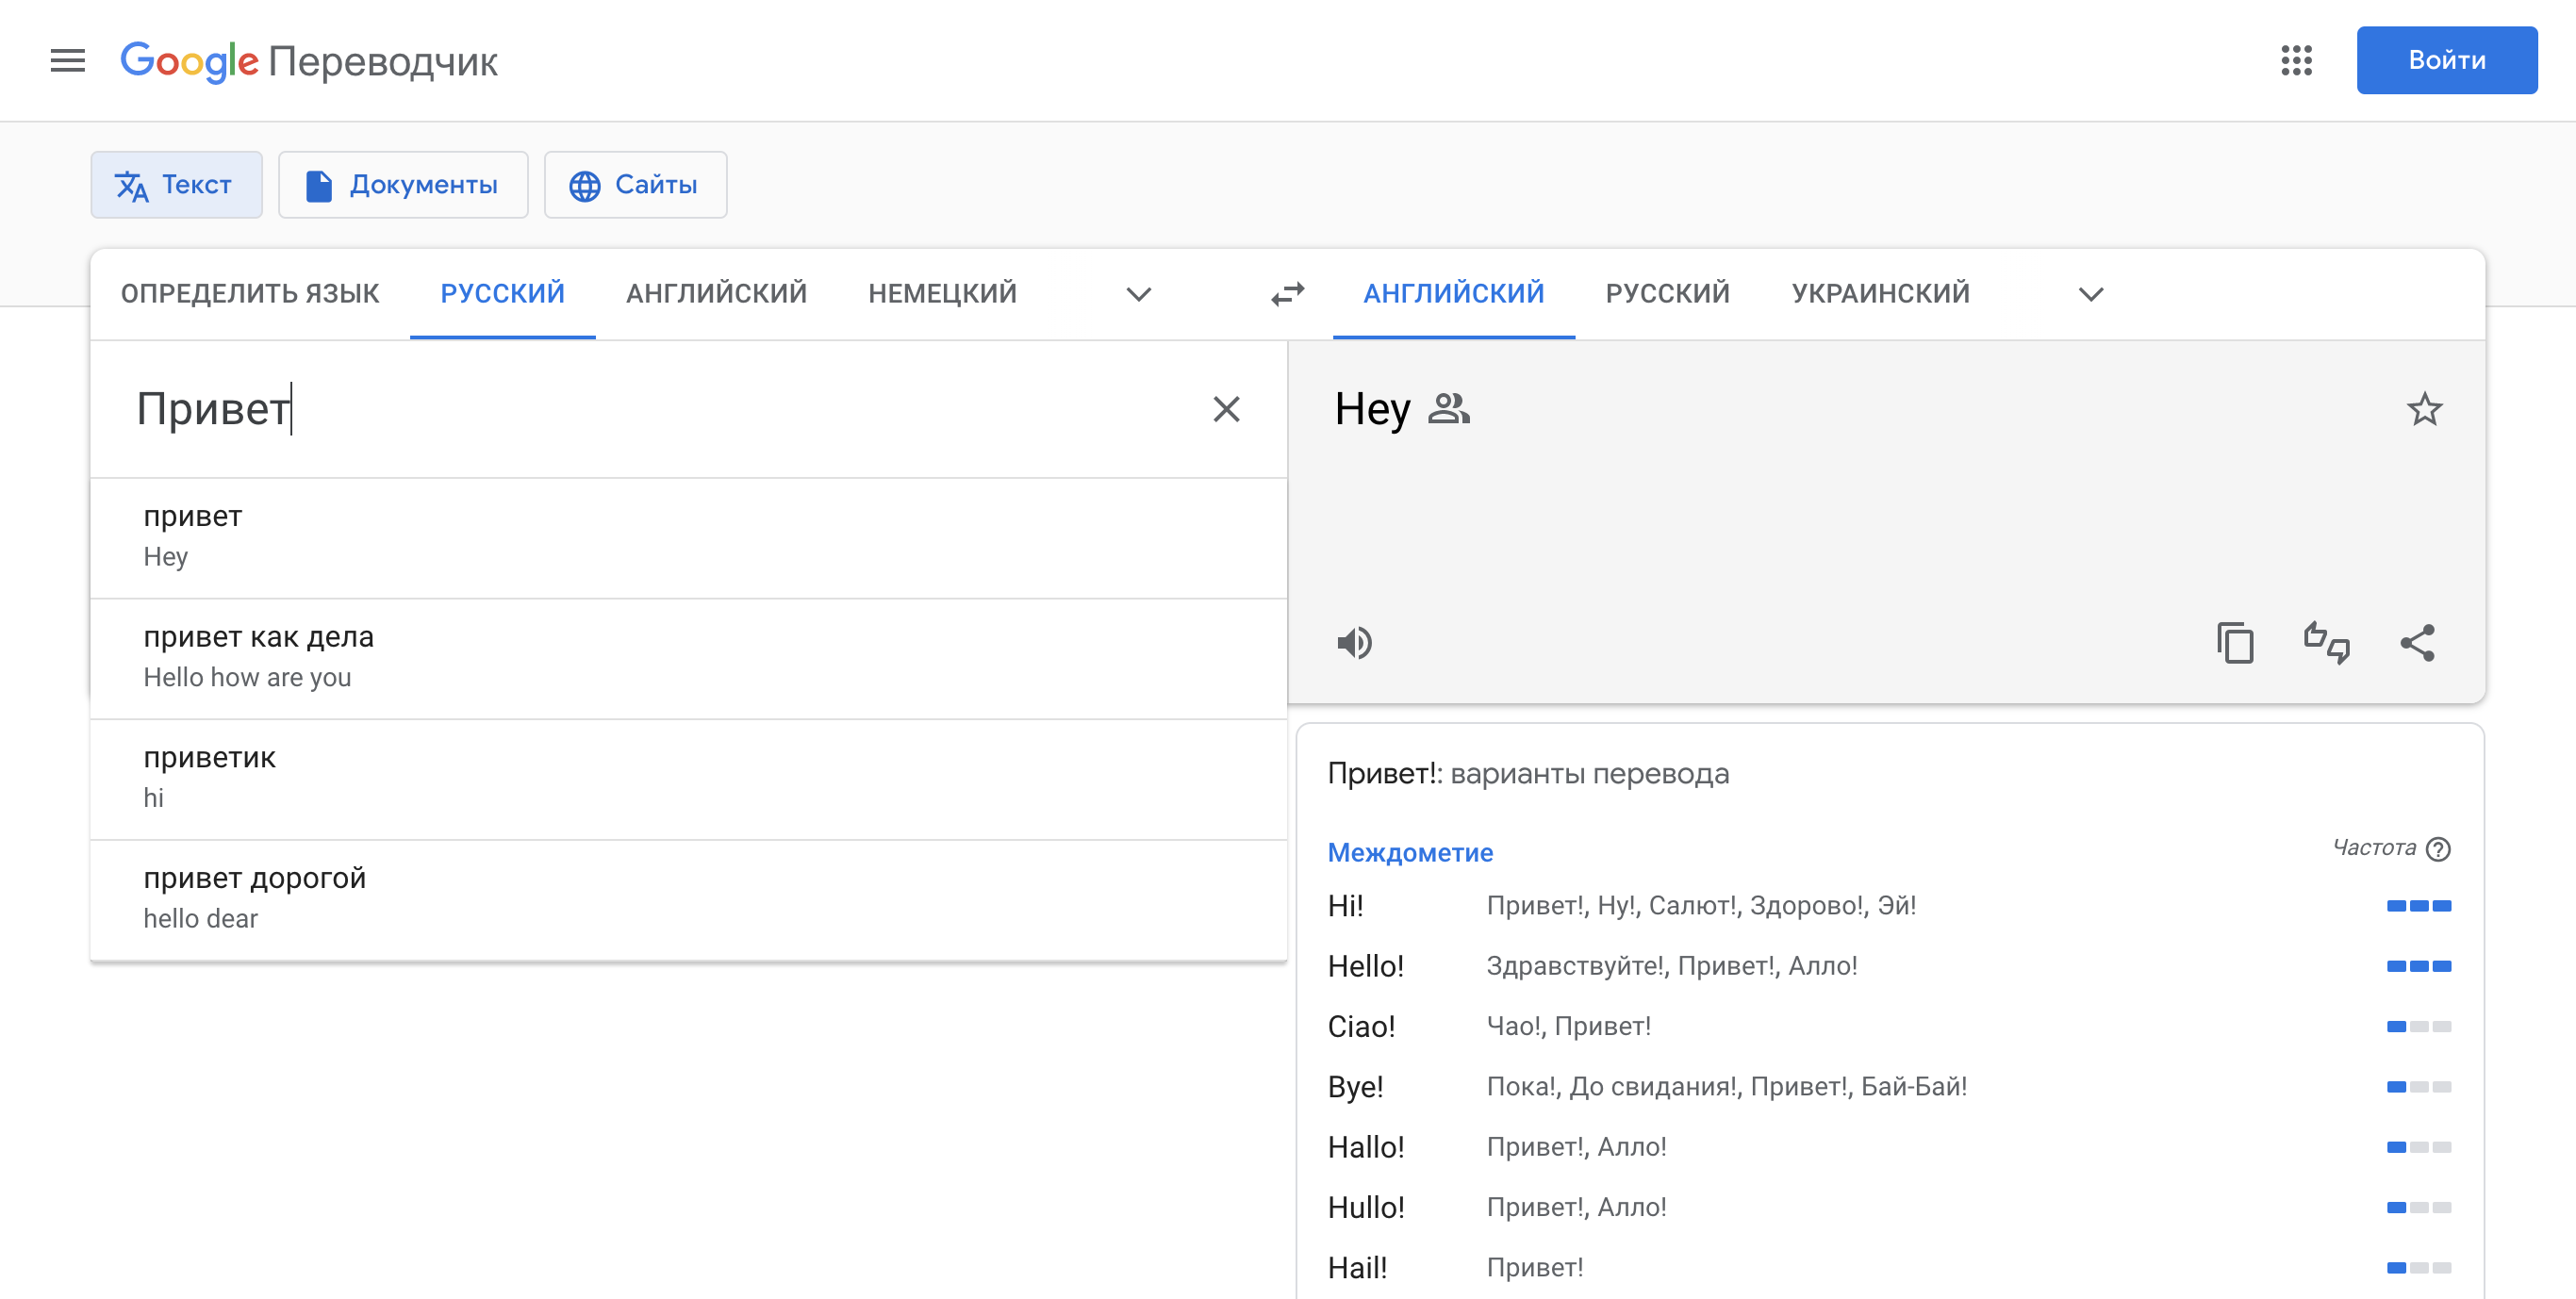 Google Переводчик
Войти
Текст
Документы
Сайты
ОПРЕДЕЛИТЬ ЯЗЫК
РУССКИЙ
АНГЛИЙСКИЙ
НЕМЕЦКИЙ
АНГЛИЙСКИЙ
РУССКИЙ
УКРАИНСКИЙ
Привет
привет
Hey
привет как дела
Hello how are you
приветик
hi
привет дорогой
hello dear
Hey
Привет!: варианты перевода
Междометие
Частота
Hi! Привет!, Ну!, Салют!, Здорово!, Эй!
Hello! Здравствуйте!, Привет!, Алло!
Ciao! Чао!, Привет!
Bye! Пока!, До свидания!, Привет!, Бай-Бай!
Hallo! Привет!, Алло!
Hullo! Привет!, Алло!
Hail! Привет!